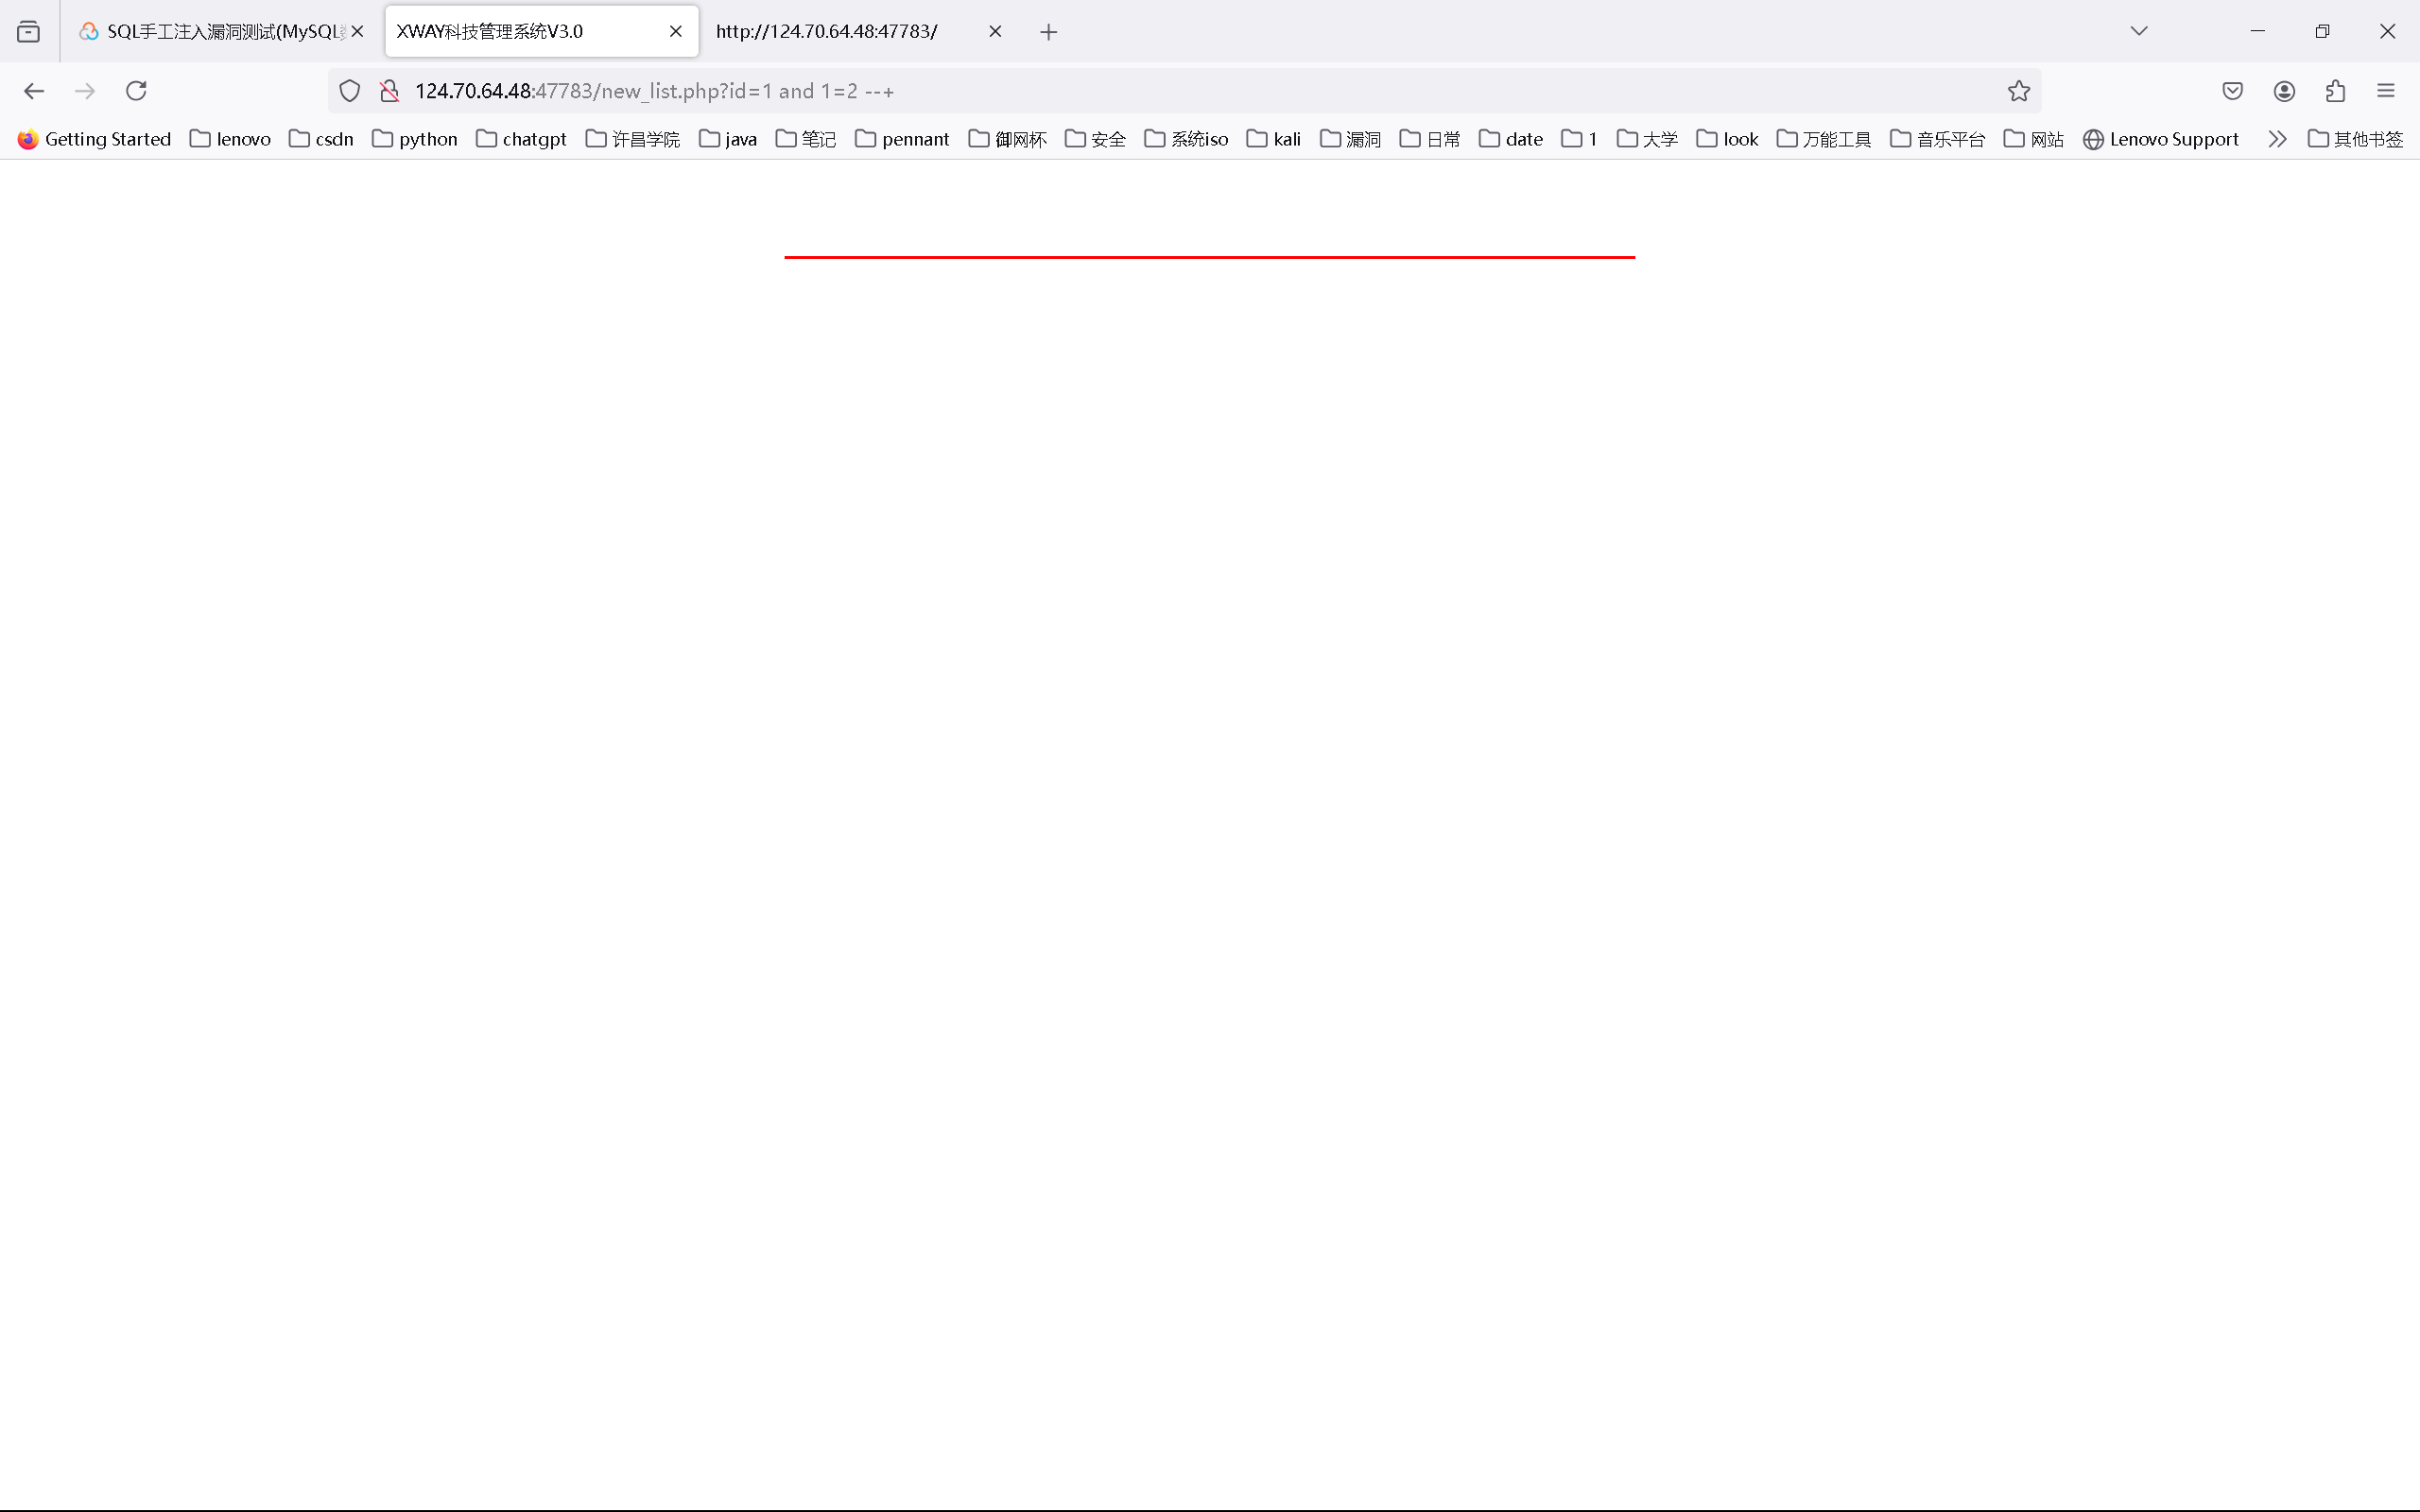 SQL手工注入漏洞测试(MySQL XWAY科技管理系统V3.0 http://124.70.64.48:47783/
124.70.64.48:47783/new_list.php?id=1 and 1=2 --+
Getting Started lenovo csdn python chatgpt 许昌学院 java 笔记 pennant 御网杯 安全 系统iso kali 漏洞 日常 date 1 大学 look 万能工具 音乐平台 网站 Lenovo Support 其他书签